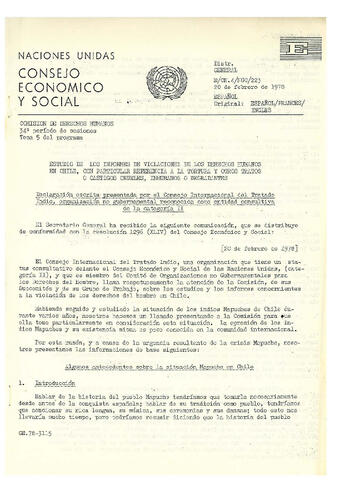 NACIONES UNIDAS
CONSEJO
ECONOMICO
Y SOCIAL
E
Distr.
GENERAL
E/CN.4/NGO/223
20 de febrero de 1978
ESPAÑOL
Original: ESPAÑOL/FRANCES/
INGLES
COMISION DE DERECHOS HUMANOS
34º período de sesiones
Tema 5 del programa
ESTUDIO DE LOS INFORMES DE VIOLACIONES DE LOS DERECHOS HUMANOS
EN CHILE, CON PARTICULAR REFERENCIA A LA TORTURA Y OTROS TRATOS
O CASTIGOS CRUELES, INHUMANOS O DEGRADANTES
Declaración escrita presentada por el Consejo Internacional del Tratado
Indio, organización no gubernamental reconocida como entidad consultiva
de la categoría II
El Secretario General ha recibido la siguiente comunicación, que se distribuye
de conformidad con la resolución 1296 (XLIV) del Consejo Económico y Social:
[20 de febrero de 1978]
El Consejo Internacional del Tratado Indio, una organización que tiene un es-
tatus consultativo delante el Consejo Económico y Social de las Naciones Unidas, (cate-
goría II), y que es miembro del Comité de Organizaciones no Gubernamentales para
los Derechos del Hombre, llama respetuosamente la atención de la Comisión, de sus
Subcomités y de su Grupo de Trabajo, sobre los estudios y los informes concernientes
a la violación de los derechos del hombre en Chile.
Habiendo seguido y estudiado la situación de los indios Mapuches de Chile du-
rante varios años, nosotros hacemos un llamado presentando a la Comisión para que
ella tome particularmente en consideración esta situación. La opresión de los in-
dios Mapuches y su existencia misma es poco conocida en la comunidad internacional.
Por esta razón, y a causa de la urgencia resultante de la crisis Mapuche, noso-
tros presentamos las informaciones de base siguientes:
Algunos antecedentes sobre la situación Mapuche en Chile
1. Introducción
Hablar de la historia del pueblo Mapuche tendríamos que tomarla necesariamente
desde antes de la conquista española; hablar de su tradición como pueblo, tendríamos
que mencionar su rica lengua, su música, sus ceremonias y sus danzas; todo esto nos
llevaría mucho tiempo, pero podríamos resumir diciendo que la historia del pueblo
GE.78-3115